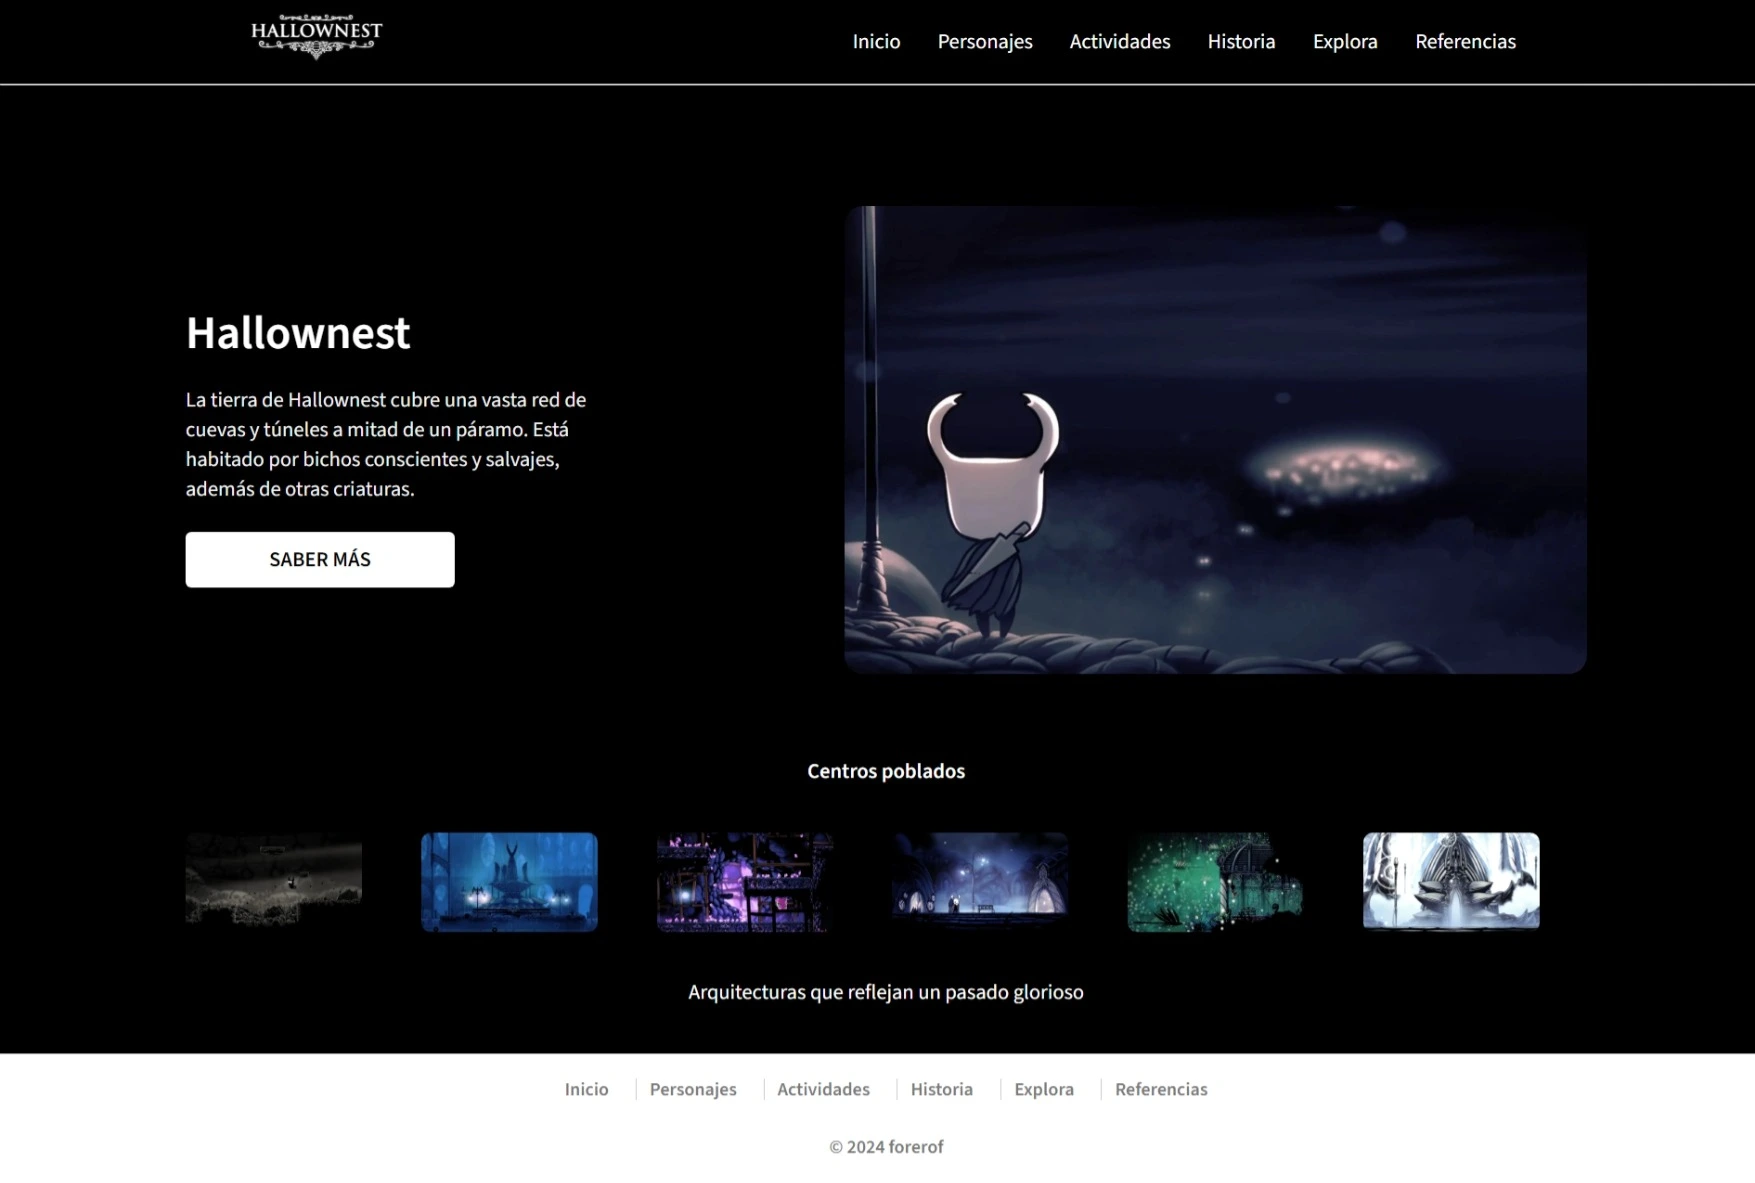 HALLOWNEST
Inicio Personajes Actividades Historia Explora Referencias
Hallownest
La tierra de Hallownest cubre una vasta red de
cuevas y túneles a mitad de un páramo. Está
habitado por bichos conscientes y salvajes,
además de otras criaturas.
SABER MÁS
Centros poblados
Arquitecturas que reflejan un pasado glorioso
Inicio Personajes Actividades Historia Explora Referencias
© 2024 forerof